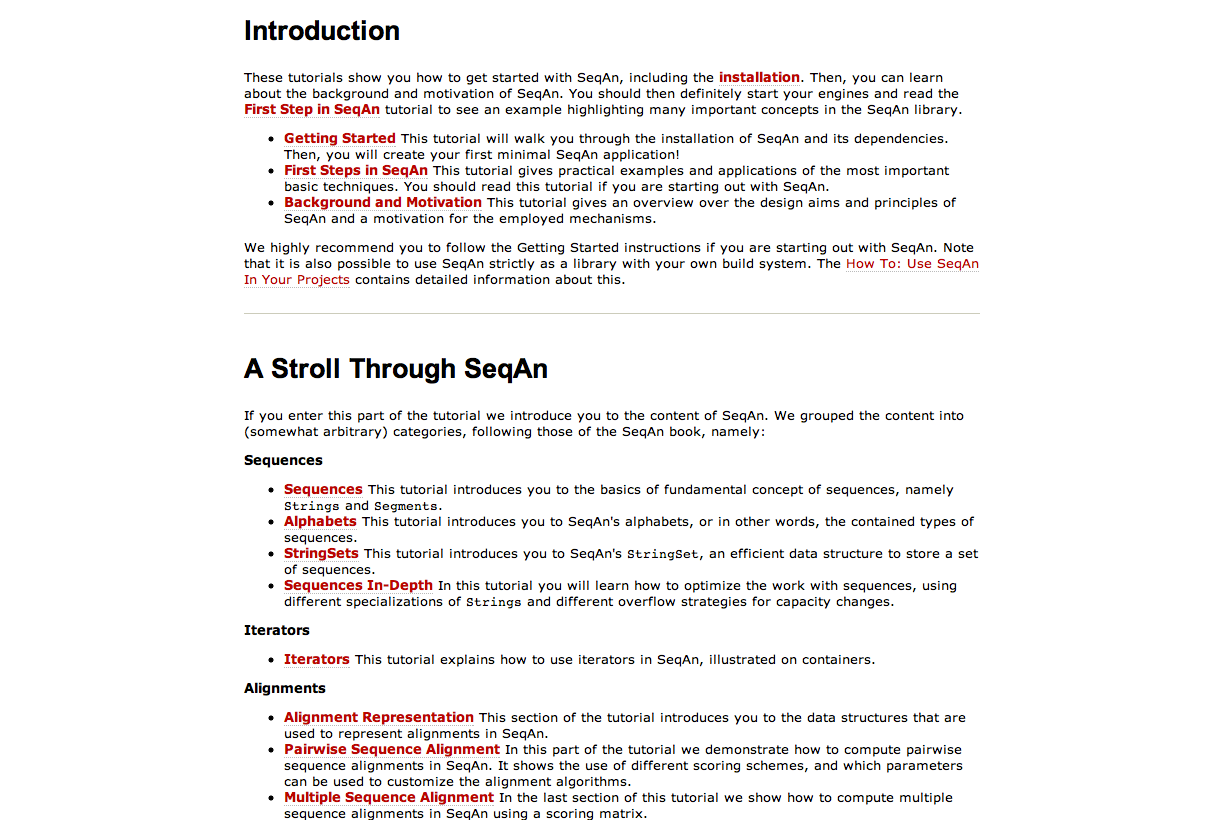 Introduction
These tutorials show you how to get started with SeqAn, including the installation. Then, you can learn
about the background and motivation of SeqAn. You should then definitely start your engines and read the
First Step in SeqAn tutorial to see an example highlighting many important concepts in the SeqAn library.
• Getting Started This tutorial will walk you through the installation of SeqAn and its dependencies.
Then, you will create your first minimal SeqAn application!
• First Steps in SeqAn This tutorial gives practical examples and applications of the most important
basic techniques. You should read this tutorial if you are starting out with SeqAn.
• Background and Motivation This tutorial gives an overview over the design aims and principles of
SeqAn and a motivation for the employed mechanisms.
We highly recommend you to follow the Getting Started instructions if you are starting out with SeqAn. Note
that it is also possible to use SeqAn strictly as a library with your own build system. The How To: Use SeqAn
In Your Projects contains detailed information about this.
A Stroll Through SeqAn
If you enter this part of the tutorial we introduce you to the content of SeqAn. We grouped the content into
(somewhat arbitrary) categories, following those of the SeqAn book, namely:
Sequences
• Sequences This tutorial introduces you to the basics of fundamental concept of sequences, namely
Strings and Segments.
• Alphabets This tutorial introduces you to SeqAn's alphabets, or in other words, the contained types of
sequences.
• StringSets This tutorial introduces you to SeqAn's StringSet, an efficient data structure to store a set
of sequences.
• Sequences In-Depth In this tutorial you will learn how to optimize the work with sequences, using
different specializations of Strings and different overflow strategies for capacity changes.
Iterators
• Iterators This tutorial explains how to use iterators in SeqAn, illustrated on containers.
Alignments
• Alignment Representation This section of the tutorial introduces you to the data structures that are
used to represent alignments in SeqAn.
• Pairwise Sequence Alignment In this part of the tutorial we demonstrate how to compute pairwise
sequence alignments in SeqAn. It shows the use of different scoring schemes, and which parameters
can be used to customize the alignment algorithms.
• Multiple Sequence Alignment In the last section of this tutorial we show how to compute multiple
sequence alignments in SeqAn using a scoring matrix.